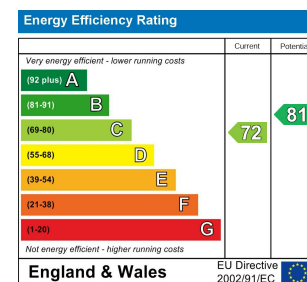 Energy Efficiency Rating
Current
Potentia
Very energy efficient - lower running costs
(92 plus) A
(81-91) B
(69-80) C
(55-68) D
(39-54) E
(21-38) F
(1-20) G
72
81
Not energy efficient - higher running costs
England & Wales
EU Directive
2002/91/EC